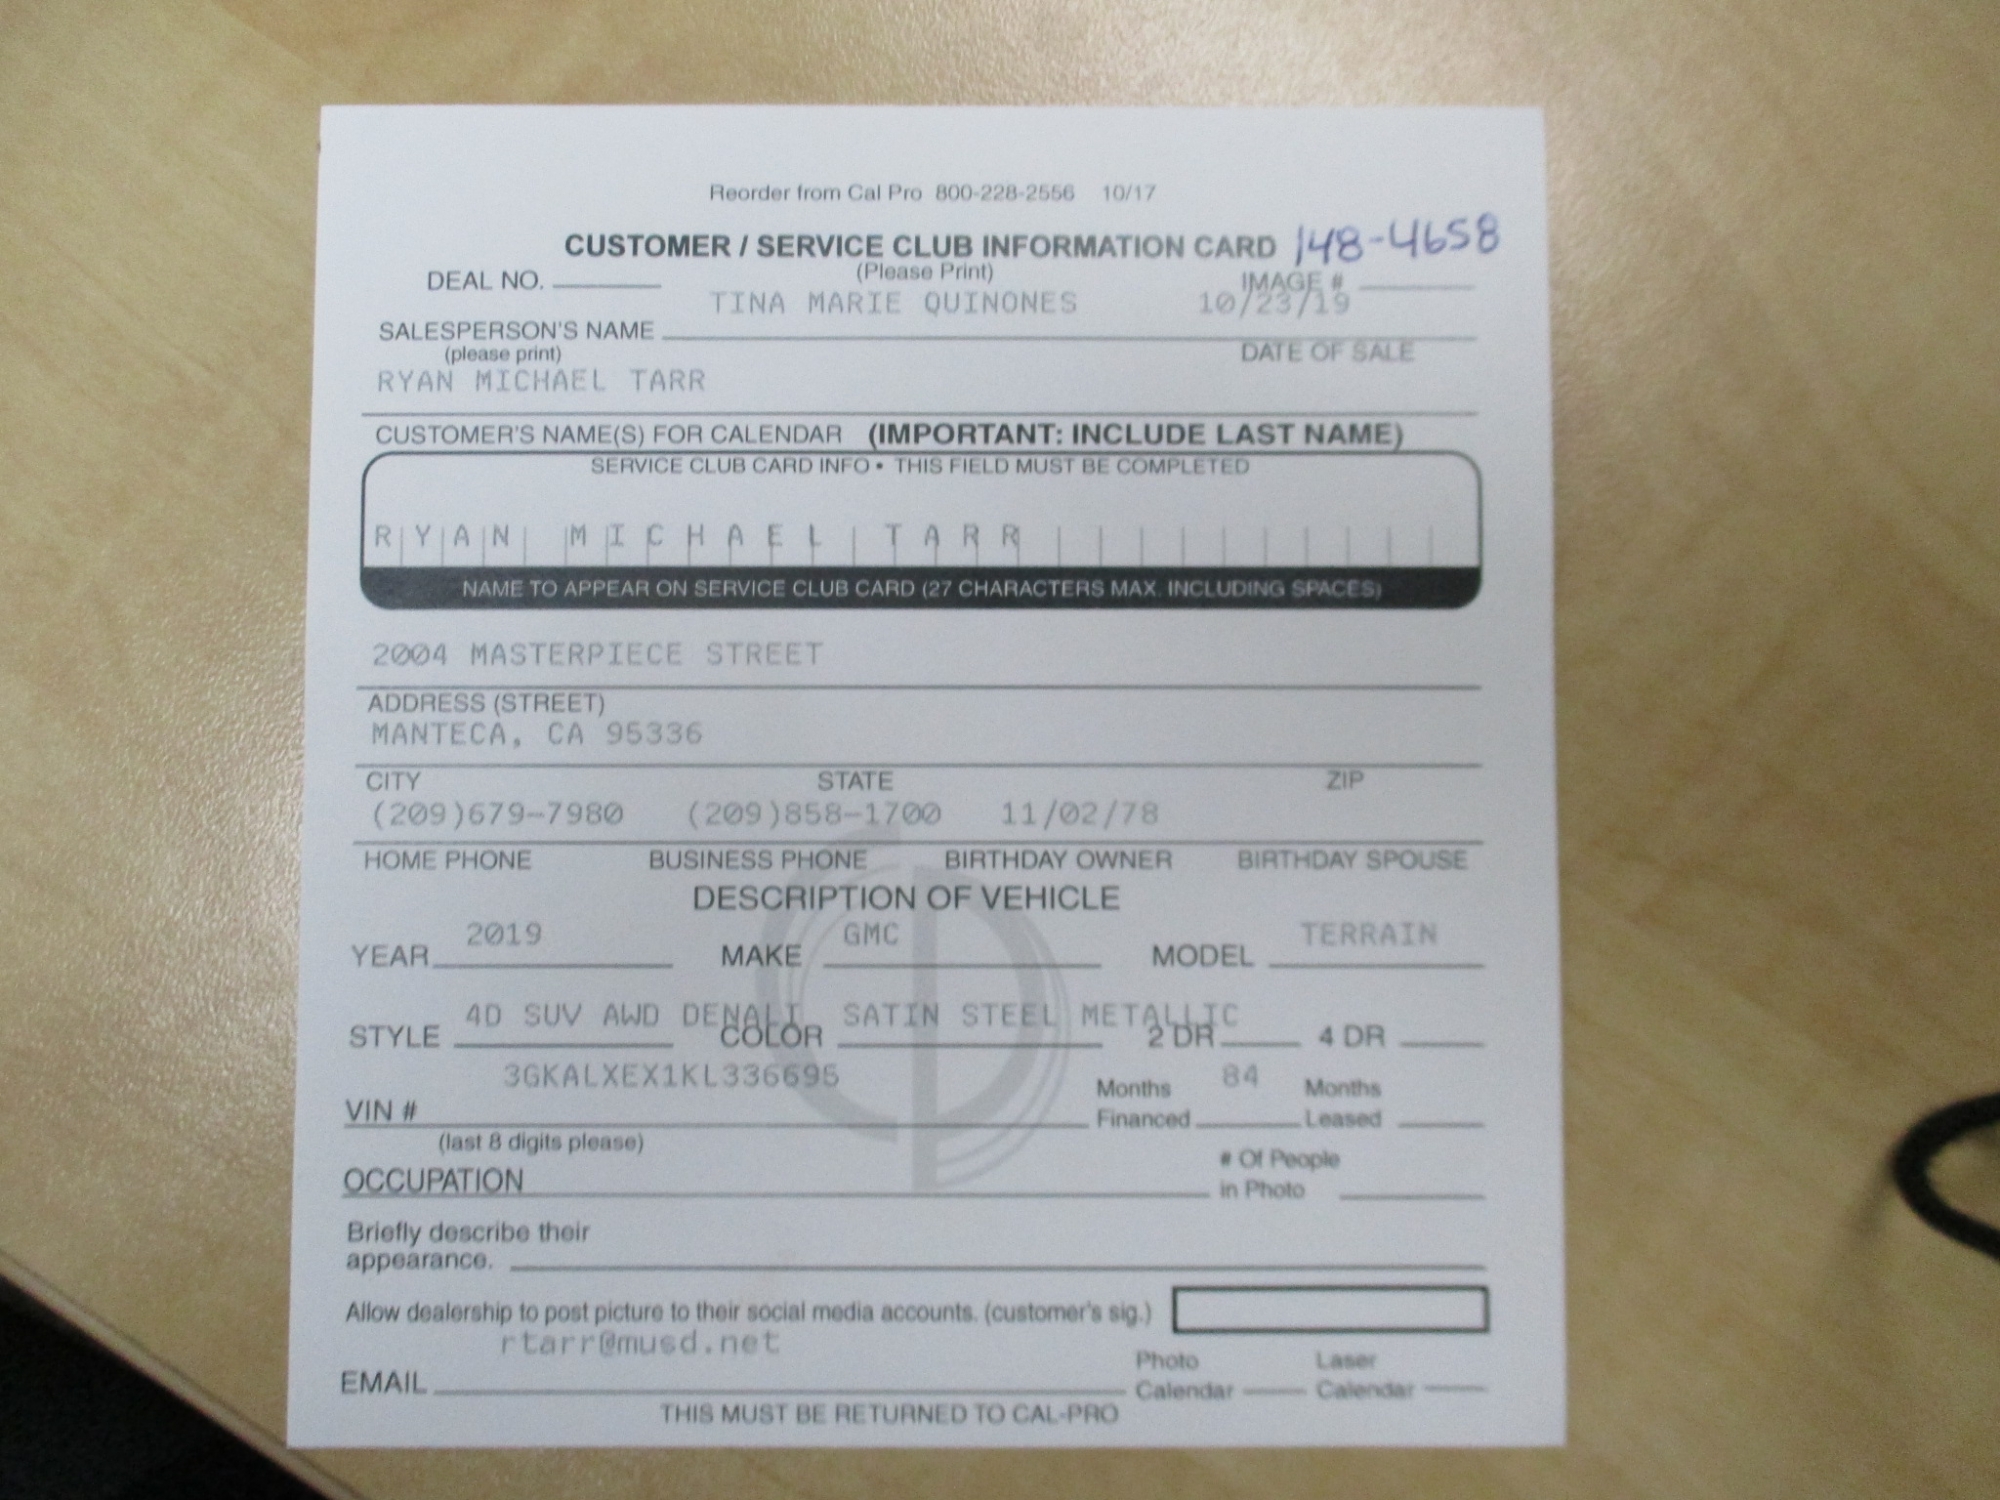 Reorder from Cal Pro 800-228-2556 10/17
CUSTOMER / SERVICE CLUB INFORMATION CARD 148-4658
(Please Print)
DEAL NO. IMAGE #
TINA MARIE QUINONES 10/23/19
SALESPERSON'S NAME
(please print) DATE OF SALE
RYAN MICHAEL TARR
CUSTOMER'S NAME(S) FOR CALENDAR (IMPORTANT: INCLUDE LAST NAME)
SERVICE CLUB CARD INFO • THIS FIELD MUST BE COMPLETED
RYAN MICHAEL TARR
NAME TO APPEAR ON SERVICE CLUB CARD (27 CHARACTERS MAX. INCLUDING SPACES)
2004 MASTERPIECE STREET
ADDRESS (STREET)
MANTECA, CA 95336
CITY STATE ZIP
(209)679-7980 (209)858-1700 11/02/78
HOME PHONE BUSINESS PHONE BIRTHDAY OWNER BIRTHDAY SPOUSE
DESCRIPTION OF VEHICLE
2019 GMC TERRAIN
YEAR MAKE MODEL
4D SUV AWD DENALI SATIN STEEL METALLIC
STYLE COLOR 2 DR 4 DR
3GKALXEX1KL336695 84
VIN # Months Financed Months Leased
(last 8 digits please)
OCCUPATION # Of People in Photo
Briefly describe their
appearance.
Allow dealership to post picture to their social media accounts. (customer's sig.)
rtarr@musd.net
EMAIL Photo Calendar Laser Calendar
THIS MUST BE RETURNED TO CAL-PRO